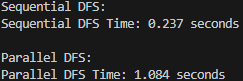 Sequential DFS:
Sequential DFS Time: 0.237 seconds
Parallel DFS:
Parallel DFS Time: 1.084 seconds